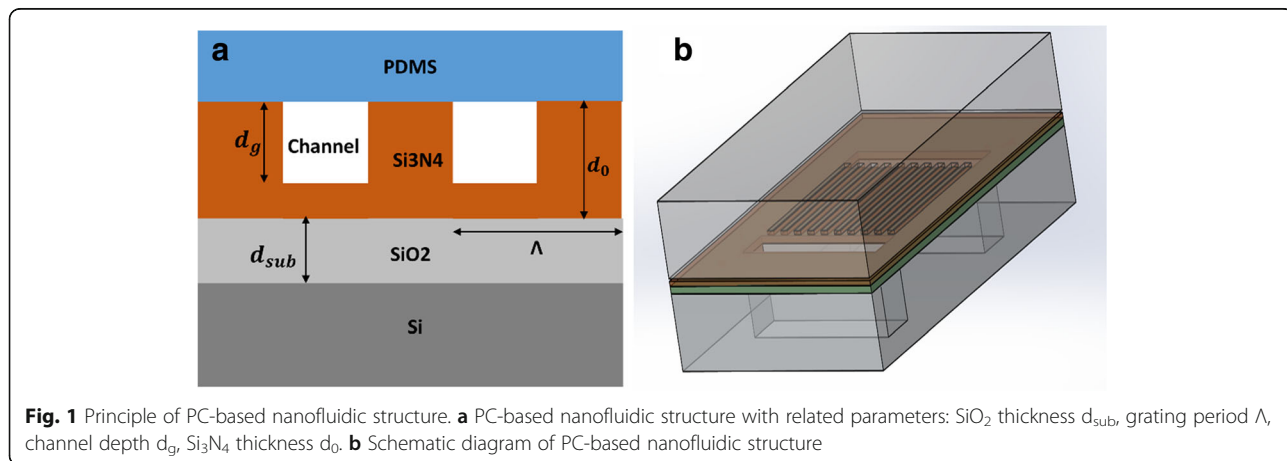 a
PDMS
d_g
Channel
Si3N4
d_0
d_sub
SiO2
Λ
Si
b
Fig. 1 Principle of PC-based nanofluidic structure. a PC-based nanofluidic structure with related parameters: SiO₂ thickness d_sub, grating period Λ,
channel depth d_g, Si₃N₄ thickness d₀. b Schematic diagram of PC-based nanofluidic structure